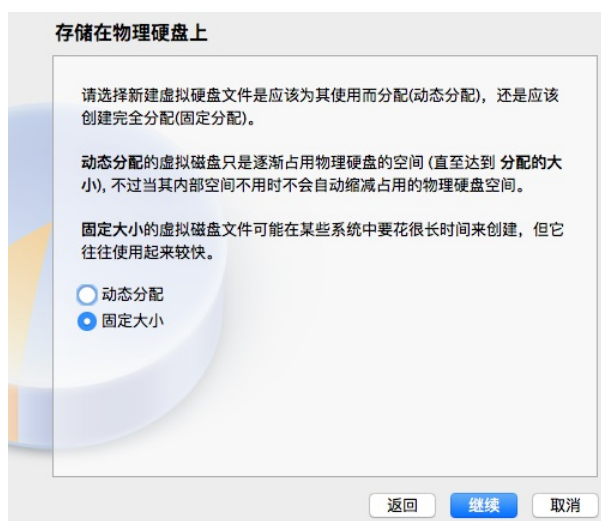 存储在物理硬盘上
请选择新建虚拟硬盘文件是应该为其使用而分配(动态分配)，还是应该
创建完全分配(固定分配)。
动态分配的虚拟磁盘只是逐渐占用物理硬盘的空间 (直至达到 分配的大
小), 不过当其内部空间不用时不会自动缩减占用的物理硬盘空间。
固定大小的虚拟磁盘文件可能在某些系统中要花很长时间来创建，但它
往往使用起来较快。
动态分配
固定大小
返回 继续 取消